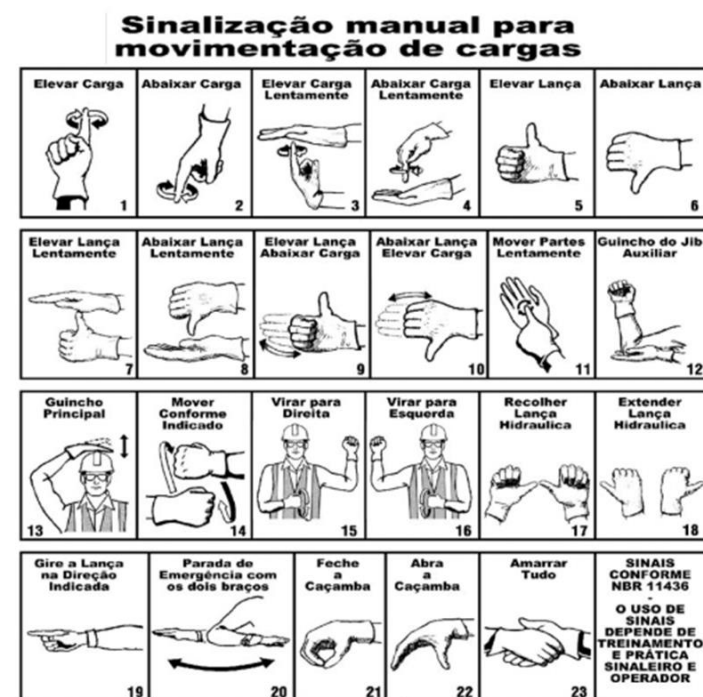 Sinalização manual para
movimentação de cargas
Elevar Carga
1
Abaixar Carga
2
Elevar Carga
Lentamente
3
Abaixar Carga
Lentamente
4
Elevar Lança
5
Abaixar Lança
6
Elevar Lança
Lentamente
7
Abaixar Lança
Lentamente
8
Elevar Lança
Abaixar Carga
9
Abaixar Lança
Elevar Carga
10
Mover Partes
Lentamente
11
Guincho do Jib
Auxiliar
12
Guincho
Principal
13
Mover
Conforme
Indicado
14
Virar para
Direita
15
Virar para
Esquerda
16
Recolher
Lança
Hidraulica
17
Extender
Lança
Hidraulica
18
Gire a Lança
na Direção
Indicada
19
Parada de
Emergência com
os dois braços
20
Feche
a
Caçamba
21
Abra
a
Caçamba
22
Amarrar
Tudo
23
SINAIS
CONFORME
NBR 11436
-
O USO DE
SINAIS
DEPENDE DE
TREINAMENTO
E PRÁTICA
SINALEIRO E
OPERADOR